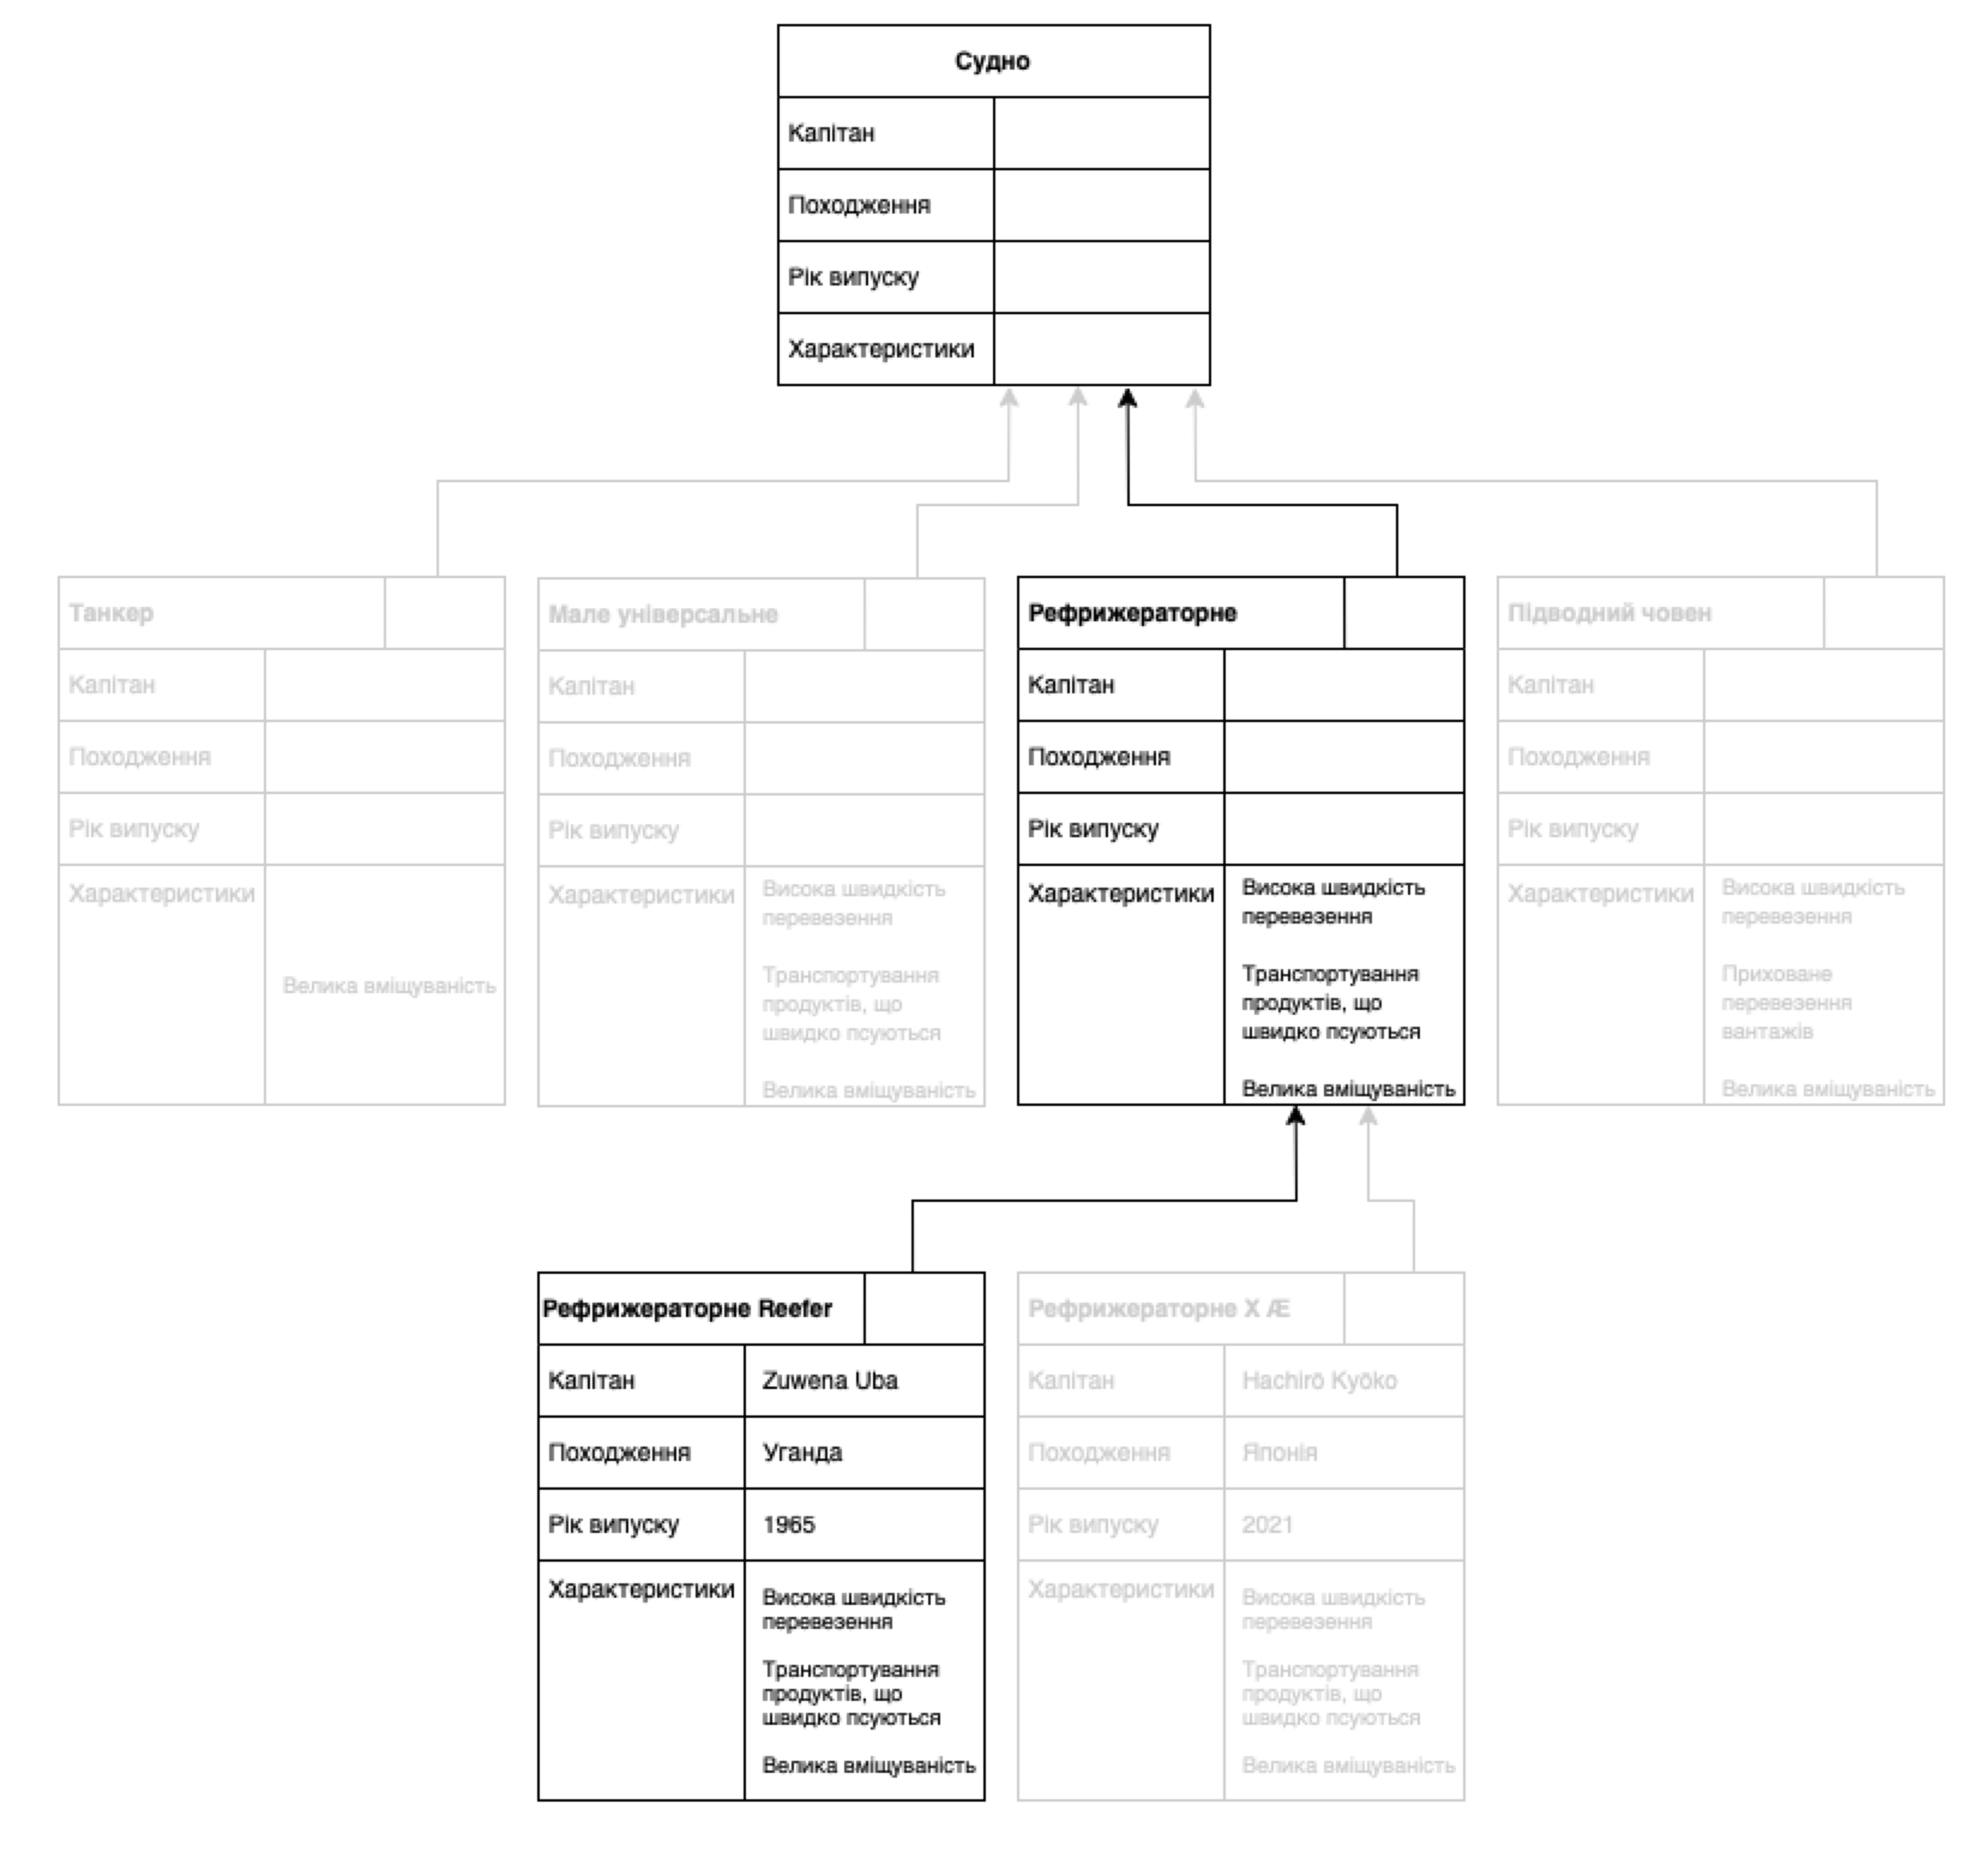 Судно
Капітан
Походження
Рік випуску
Характеристики
Танкер
Капітан
Походження
Рік випуску
Характеристики
Велика вміщуваність
Мале універсальне
Капітан
Походження
Рік випуску
Характеристики
Висока швидкість
перевезення
Транспортування
продуктів, що
швидко псуються
Велика вміщуваність
Рефрижераторне
Капітан
Походження
Рік випуску
Характеристики
Висока швидкість
перевезення
Транспортування
продуктів, що
швидко псуються
Велика вміщуваність
Підводний човен
Капітан
Походження
Рік випуску
Характеристики
Висока швидкість
перевезення
Приховане
перевезення
вантажів
Велика вміщуваність
Рефрижераторне Reefer
Капітан Zuwena Uba
Походження Уганда
Рік випуску 1965
Характеристики
Висока швидкість
перевезення
Транспортування
продуктів, що
швидко псуються
Велика вміщуваність
Рефрижераторне X Æ
Капітан Hachirō Kyōko
Походження Японія
Рік випуску 2021
Характеристики
Висока швидкість
перевезення
Транспортування
продуктів, що
швидко псуються
Велика вміщуваність